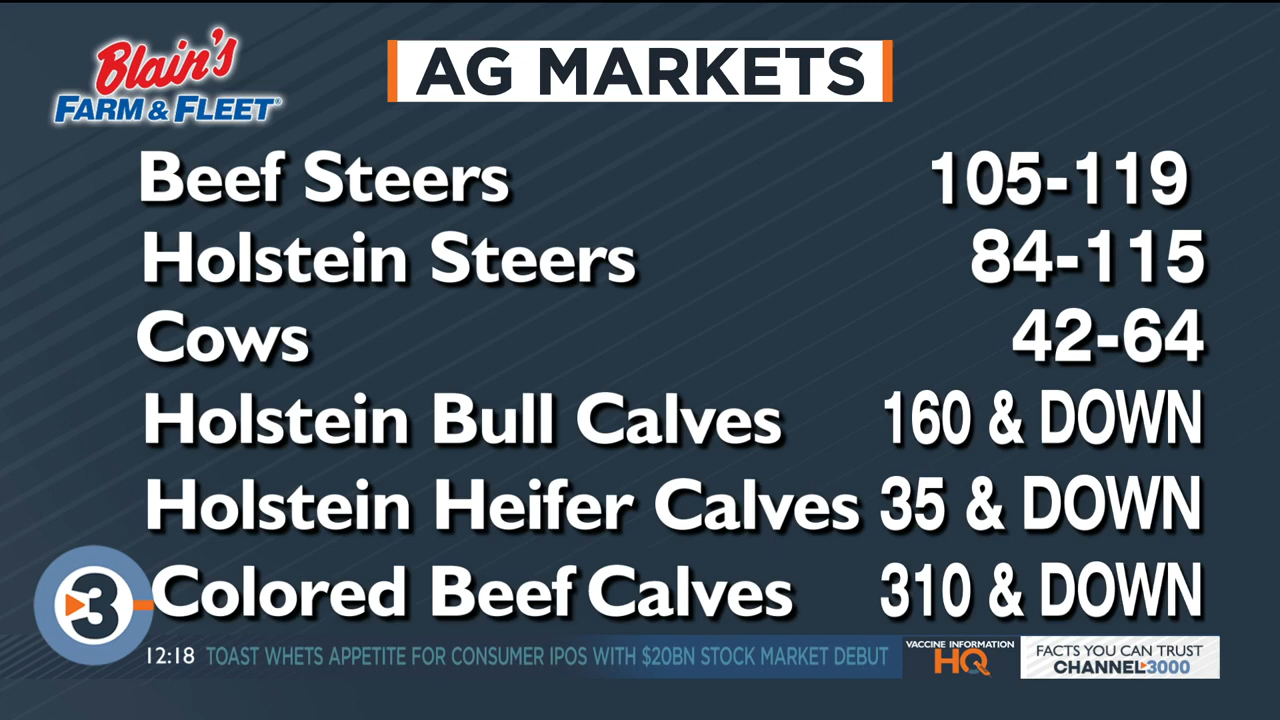 Blain's
FARM & FLEET®
AG MARKETS
Beef Steers 105-119
Holstein Steers 84-115
Cows 42-64
Holstein Bull Calves 160 & DOWN
Holstein Heifer Calves 35 & DOWN
Colored Beef Calves 310 & DOWN
3
12:18 TOAST WHETS APPETITE FOR CONSUMER IPOS WITH $20BN STOCK MARKET DEBUT
VACCINE INFORMATION
HQ
FACTS YOU CAN TRUST
CHANNEL3000